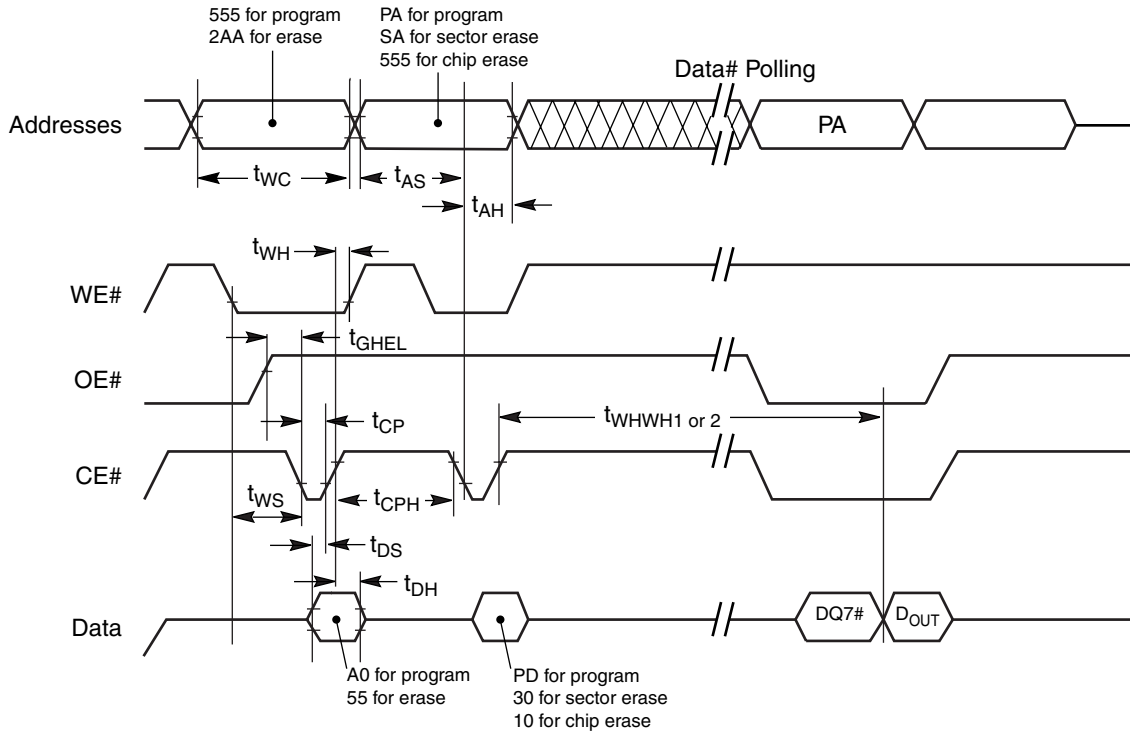 555 for program
2AA for erase
PA for program
SA for sector erase
555 for chip erase
Data# Polling
Addresses
PA
tWC
tAS
tAH
tWH
WE#
tGHEL
OE#
tCP
tWHWH1 or 2
CE#
tWS
tCPH
tDS
tDH
Data
DQ7#
DOUT
A0 for program
55 for erase
PD for program
30 for sector erase
10 for chip erase